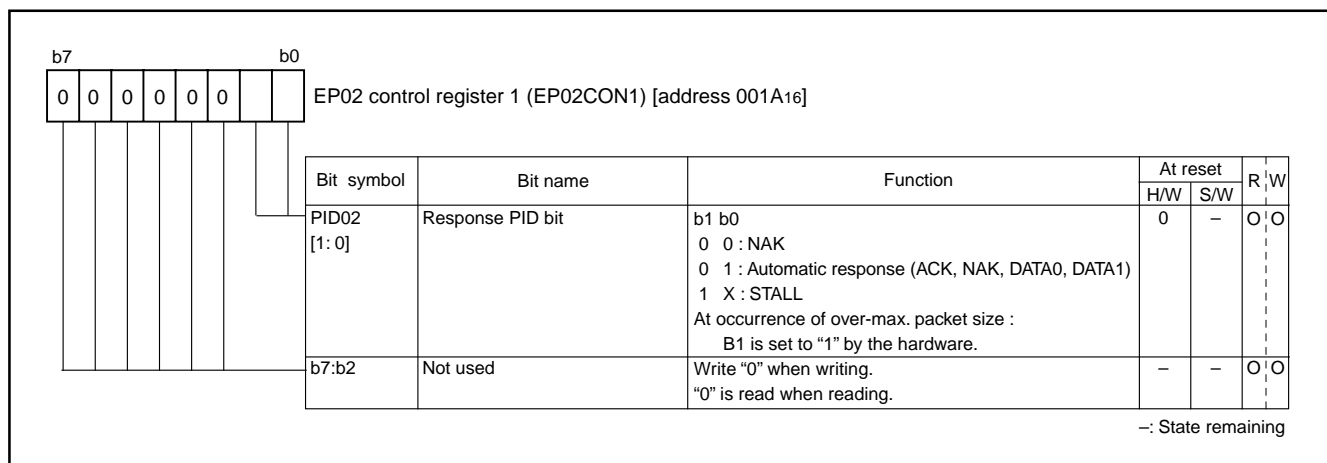 b7 b0
0 0 0 0 0 0 EP02 control register 1 (EP02CON1) [address 001A16]
Bit symbol Bit name Function At reset R W
H/W S/W
PID02 Response PID bit b1 b0 0 – O O
[1: 0] 0 0 : NAK
0 1 : Automatic response (ACK, NAK, DATA0, DATA1)
1 X : STALL
At occurrence of over-max. packet size :
B1 is set to “1” by the hardware.
b7:b2 Not used Write “0” when writing. – – O O
“0” is read when reading.
–: State remaining